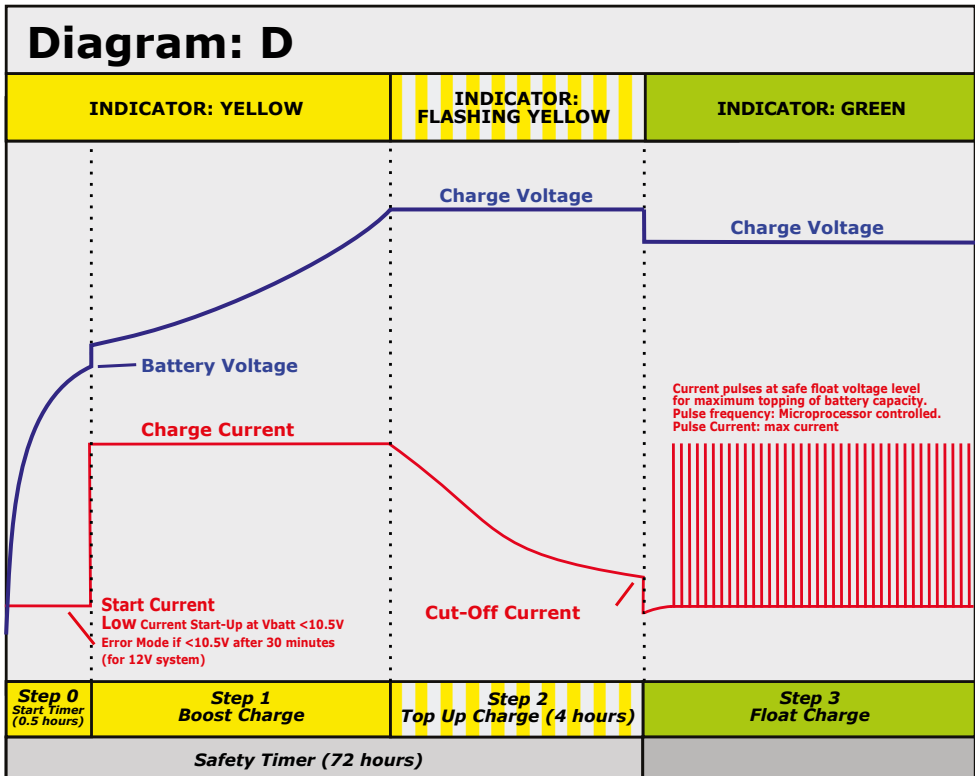 Diagram: D
INDICATOR: YELLOW
INDICATOR:
FLASHING YELLOW
INDICATOR: GREEN
Charge Voltage
Charge Voltage
Battery Voltage
Current pulses at safe float voltage level
for maximum topping of battery capacity.
Pulse frequency: Microprocessor controlled.
Pulse Current: max current
Charge Current
Start Current
Low Current Start-Up at Vbatt <10.5V
Error Mode if <10.5V after 30 minutes
(for 12V system)
Cut-Off Current
Step 0
Start Timer
(0.5 hours)
Step 1
Boost Charge
Step 2
Top Up Charge (4 hours)
Step 3
Float Charge
Safety Timer (72 hours)